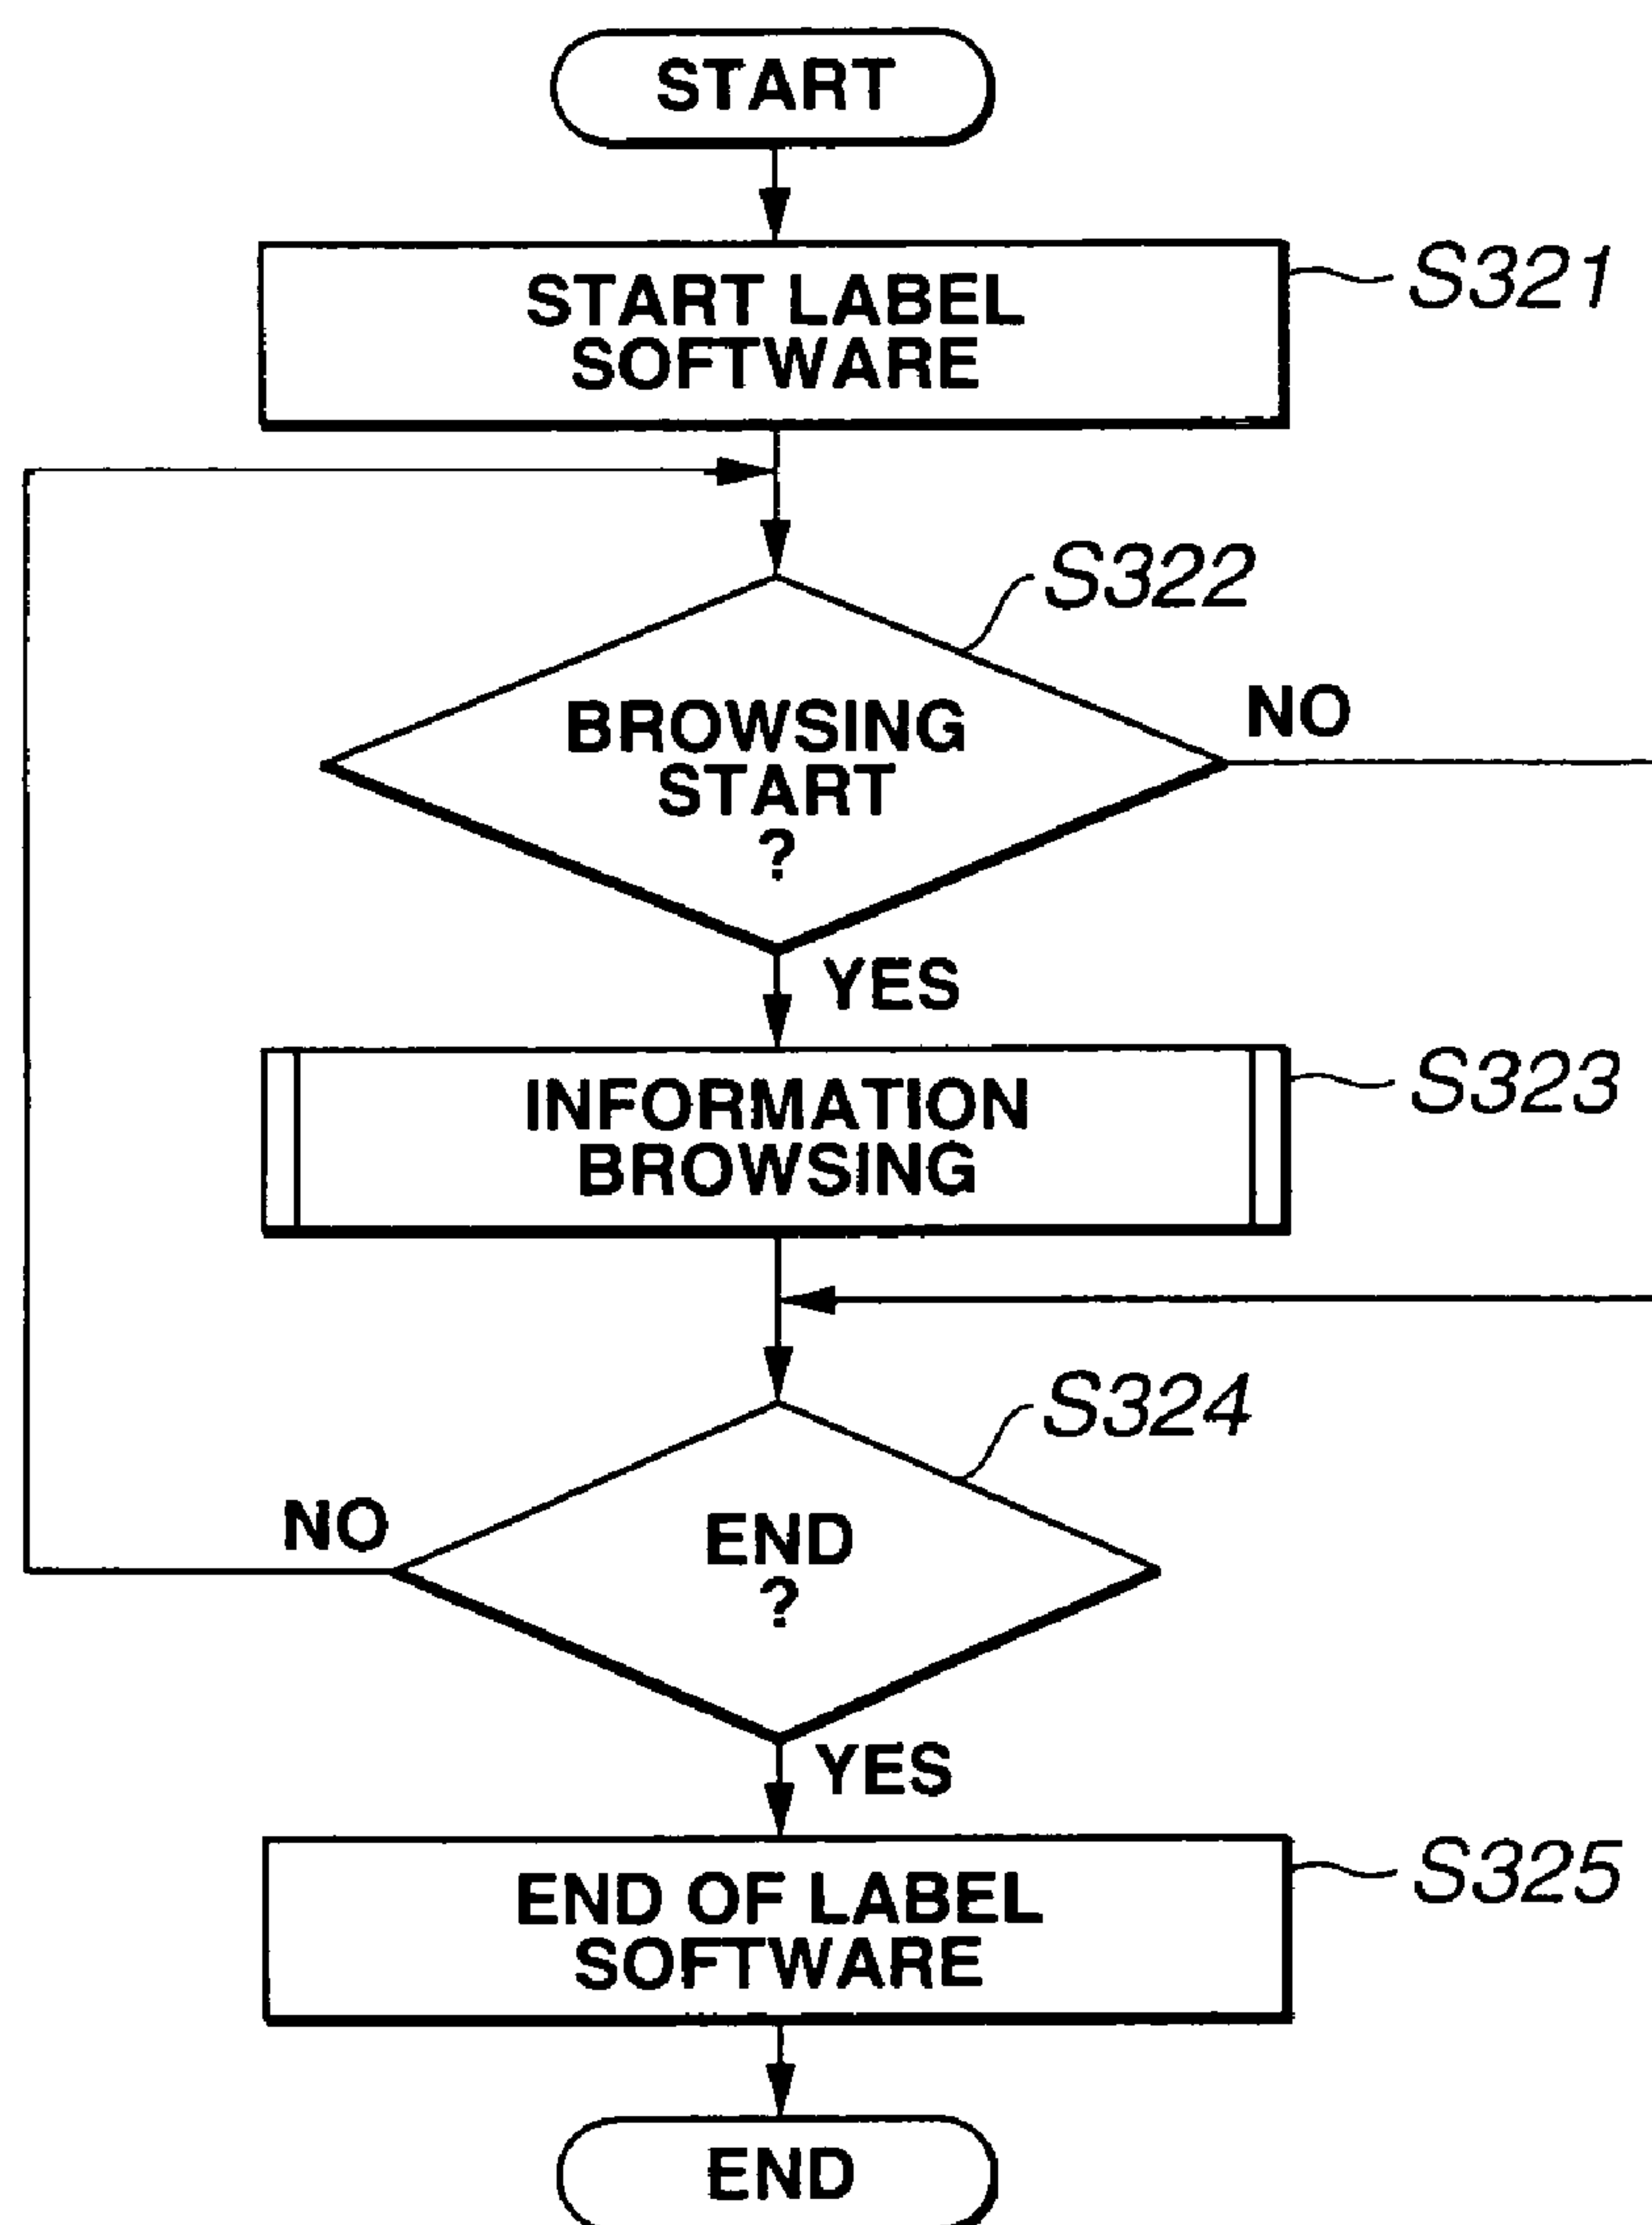 START
START LABEL
SOFTWARE
S321
S322
BROWSING
START
?
NO
YES
INFORMATION
BROWSING
S323
S324
NO
END
?
YES
END OF LABEL
SOFTWARE
S325
END